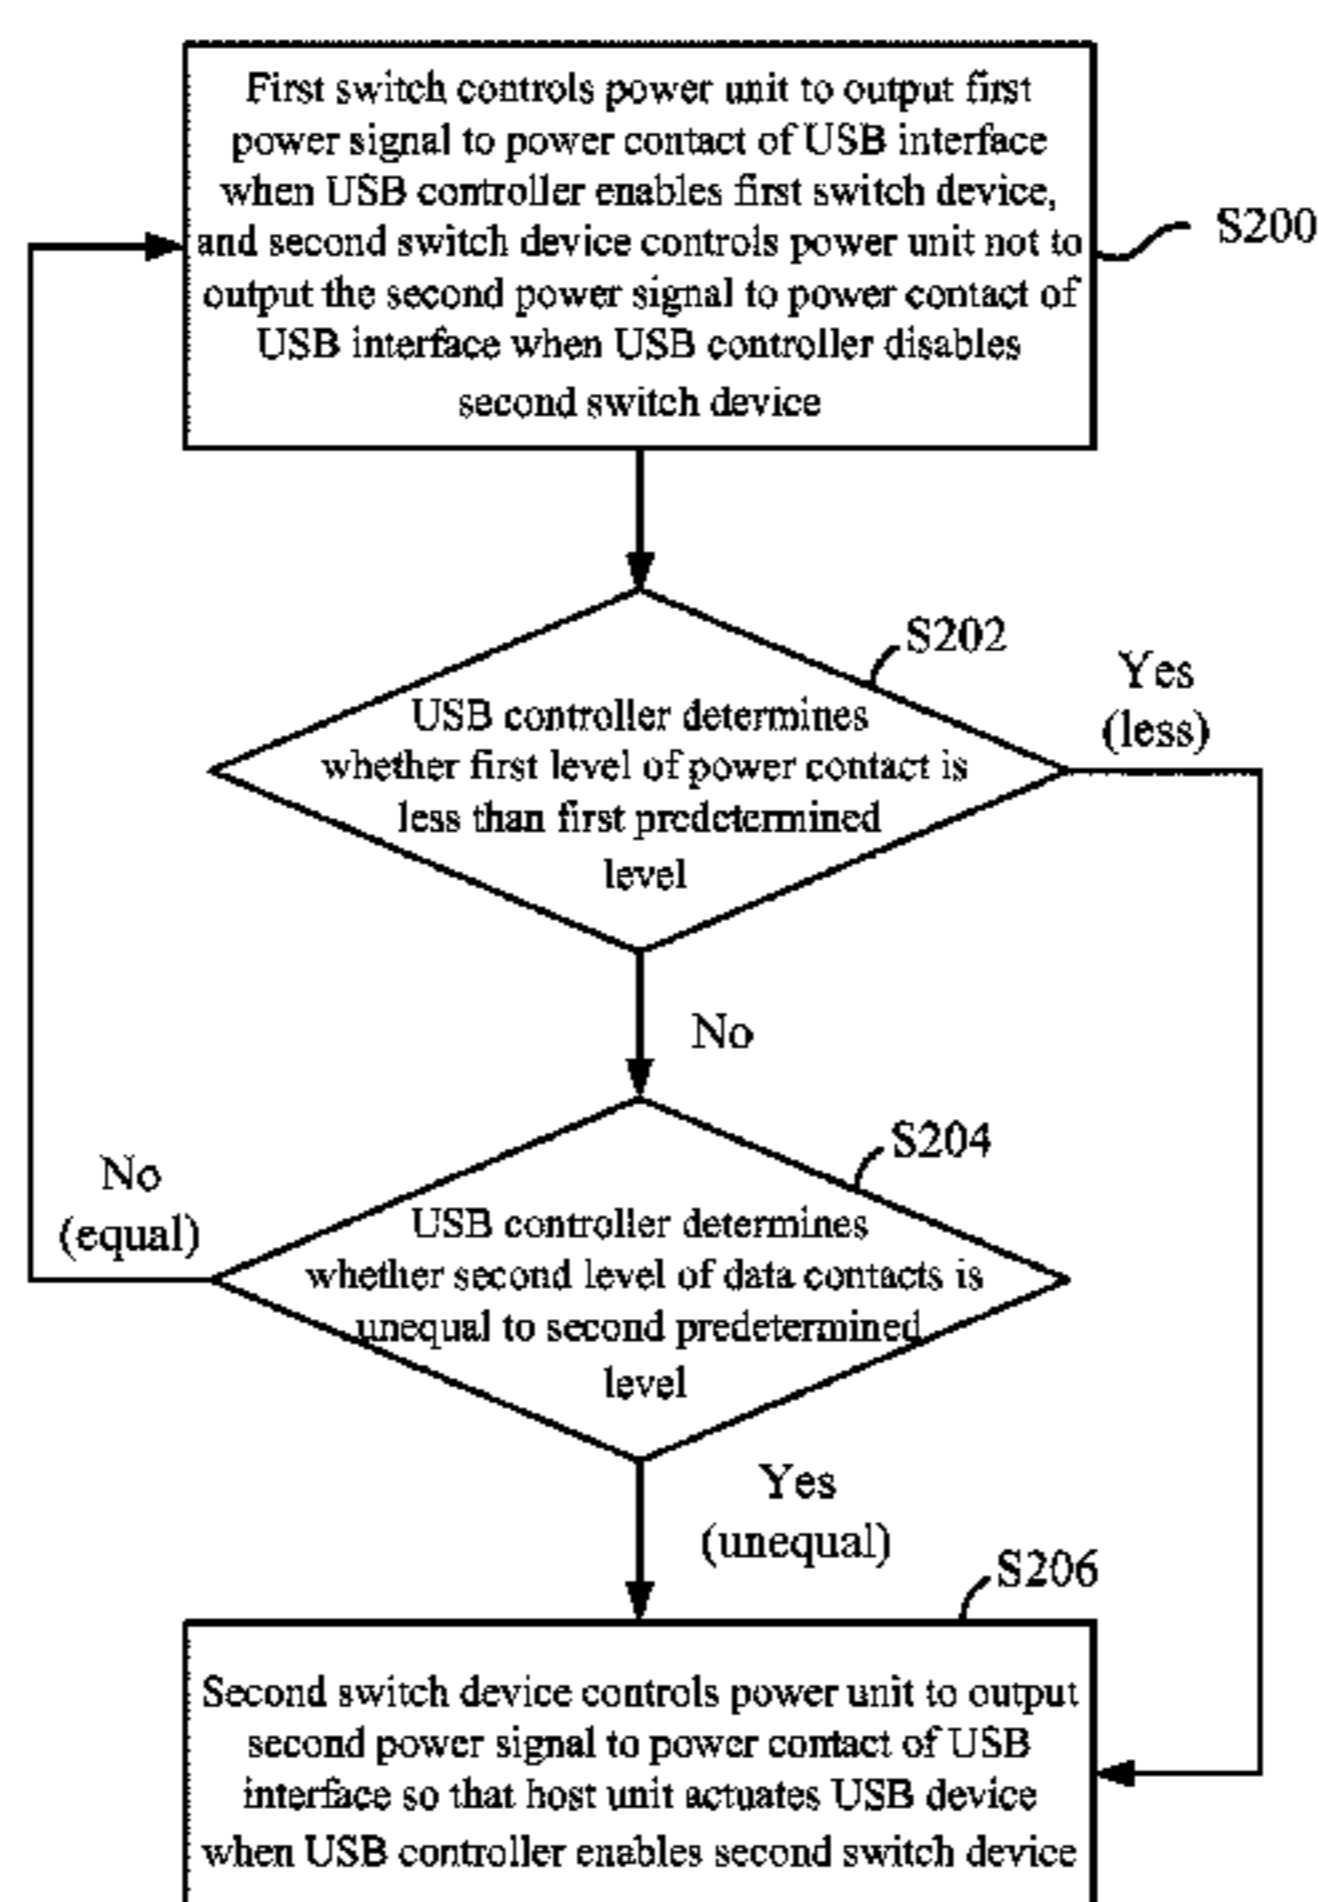 First switch controls power unit to output first
power signal to power contact of USB interface
when USB controller enables first switch device,
and second switch device controls power unit not to
output the second power signal to power contact of
USB interface when USB controller disables
second switch device
S200
S202
USB controller determines
whether first level of power contact is
less than first predetermined
level
Yes
(less)
No
S204
USB controller determines
whether second level of data contacts is
unequal to second predetermined
level
No
(equal)
Yes
(unequal)
S206
Second switch device controls power unit to output
second power signal to power contact of USB
interface so that host unit actuates USB device
when USB controller enables second switch device